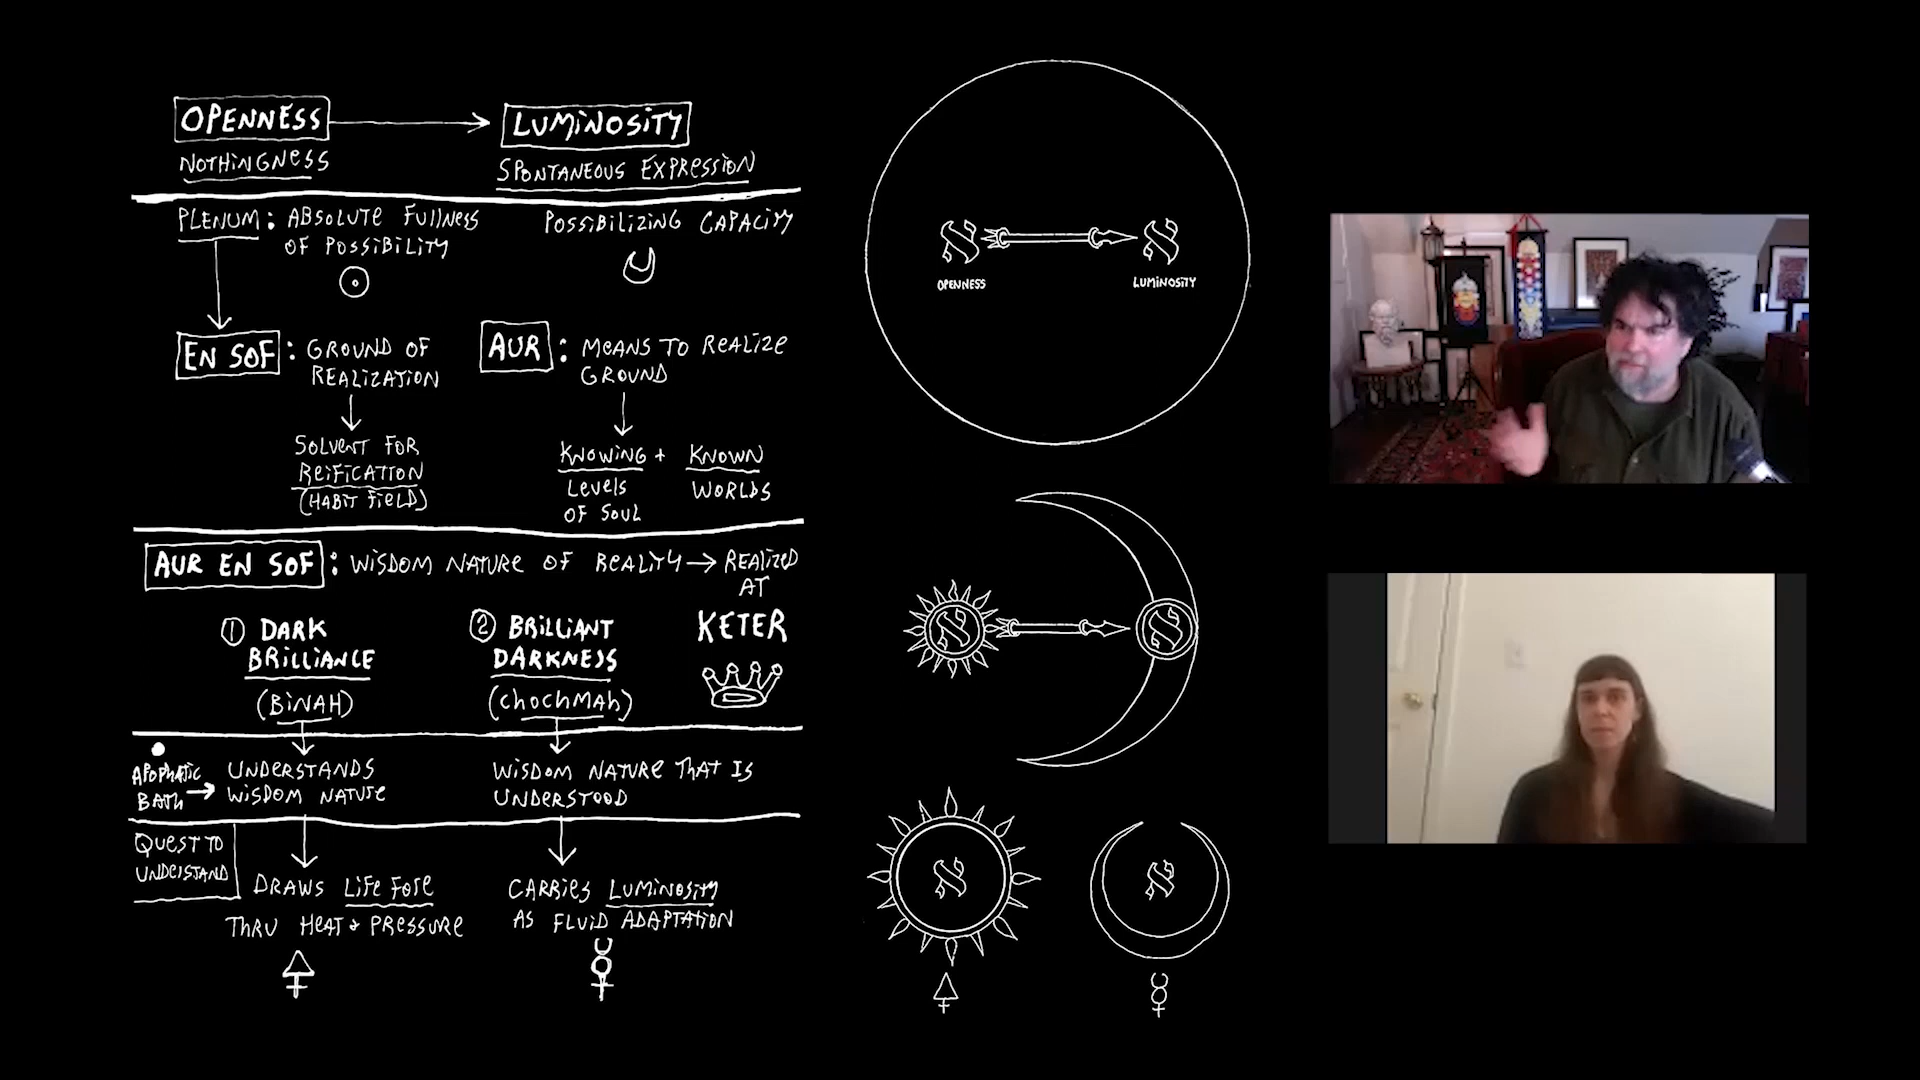 OPENNESS
LUMINOSITY
NOTHINGNESS
SPONTANEOUS EXPRESSION
PLENUM: ABSOLUTE FULLNESS
OF POSSIBILITY
POSSIBILIZING CAPACITY
EN SOF: GROUND OF
REALIZATION
AUR: MEANS TO REALIZE
GROUND
SOLVENT FOR
REIFICATION
(HABIT FIELD)
KNOWING + KNOWN
LEVELS
OF SOUL
WORLDS
AUR EN SOF: WISDOM NATURE OF REALITY → REALIZED
AT
KETER
① DARK
BRILLIANCE
(BINAH)
② BRILLIANT
DARKNESS
(CHOCHMAH)
APOPHATIC
BATH →
UNDERSTANDS
WISDOM NATURE
WISDOM NATURE THAT IS
UNDERSTOOD
QUEST TO
UNDERSTAND
DRAWS LIFE FORE
THRU HEAT + PRESSURE
CARRIES LUMINOSITY
AS FLUID ADAPTATION
א א
OPENNESS
LUMINOSITY
א א
א א